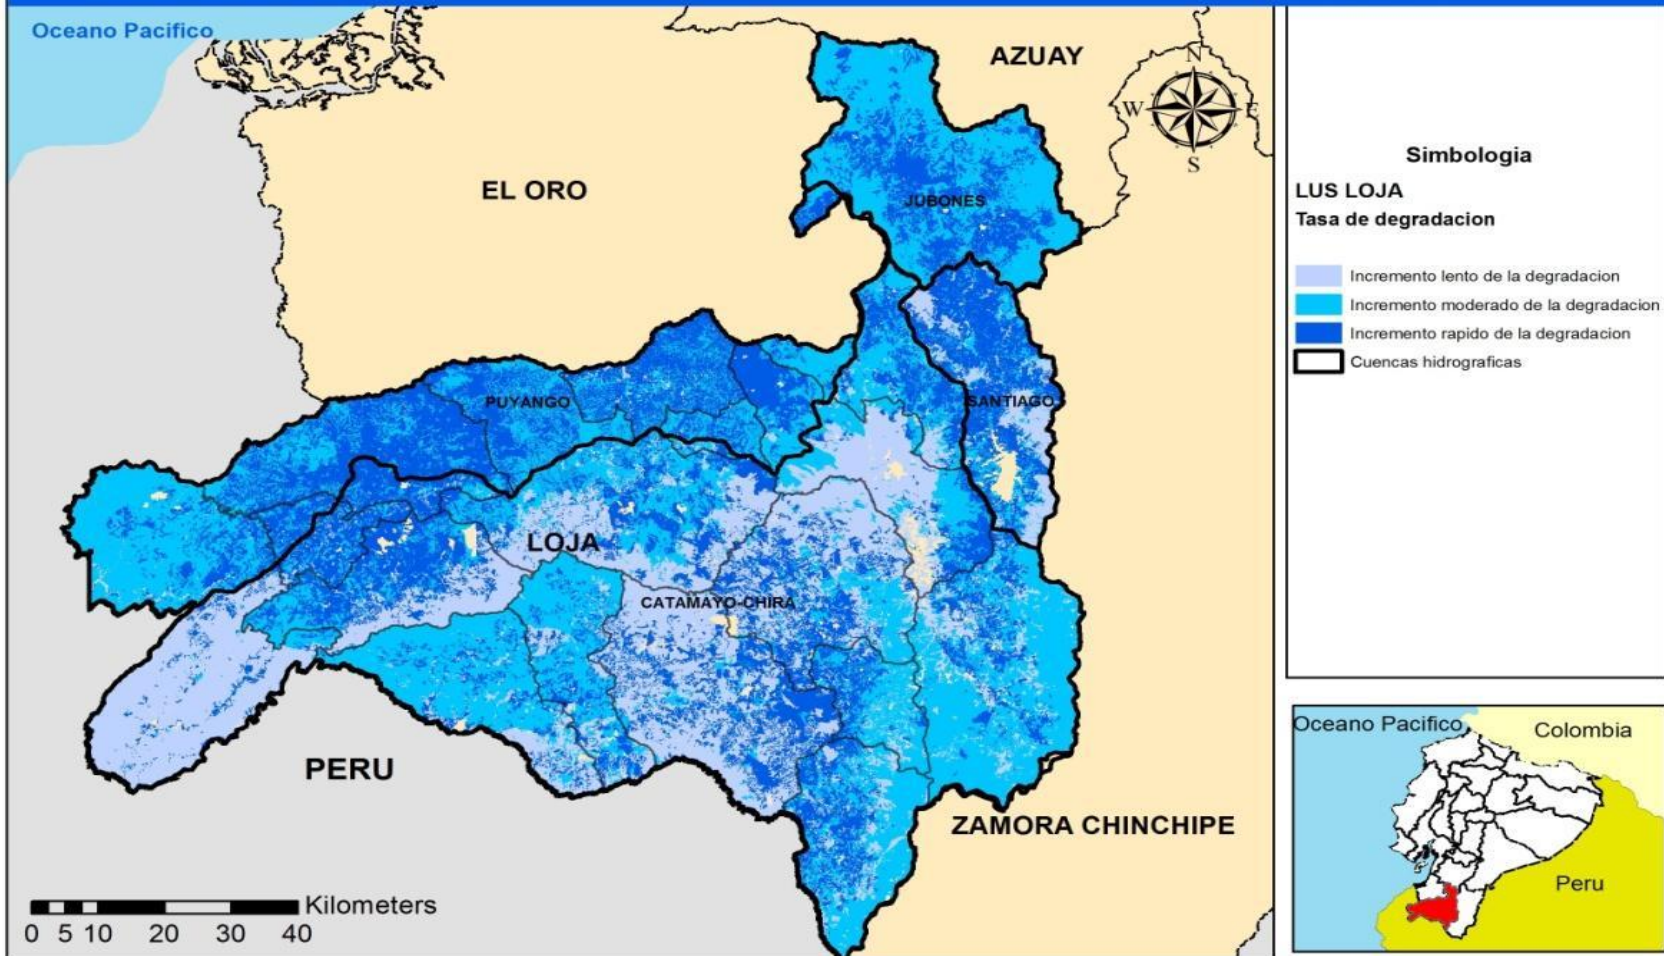 Oceano Pacifico
AZUAY
N
W
E
S
EL ORO
JUBONES
PUYANGO
SANTIAGO
LOJA
CATAMAYO-CHIRA
PERU
ZAMORA CHINCHIPE
Kilometers
0 5 10 20 30 40
Simbologia
LUS LOJA
Tasa de degradacion
Incremento lento de la degradacion
Incremento moderado de la degradacion
Incremento rapido de la degradacion
Cuencas hidrograficas
Oceano Pacifico
Colombia
Peru